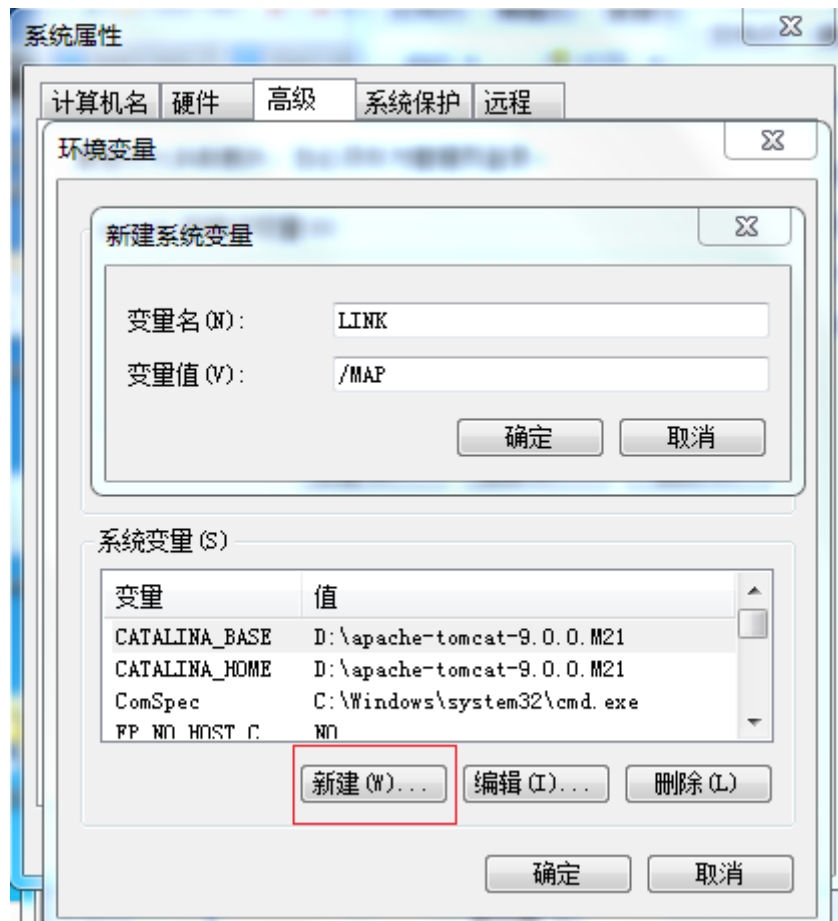 系统属性
计算机名 硬件 高级 系统保护 远程
环境变量
新建系统变量
变量名(N): LINK
变量值(V): /MAP
确定 取消
系统变量(S)
变量 值
CATALINA_BASE D:\apache-tomcat-9.0.0.M21
CATALINA_HOME D:\apache-tomcat-9.0.0.M21
ComSpec C:\Windows\system32\cmd.exe
FP_NO_HOST_C NO
新建(W)... 编辑(I)... 删除(L)
确定 取消